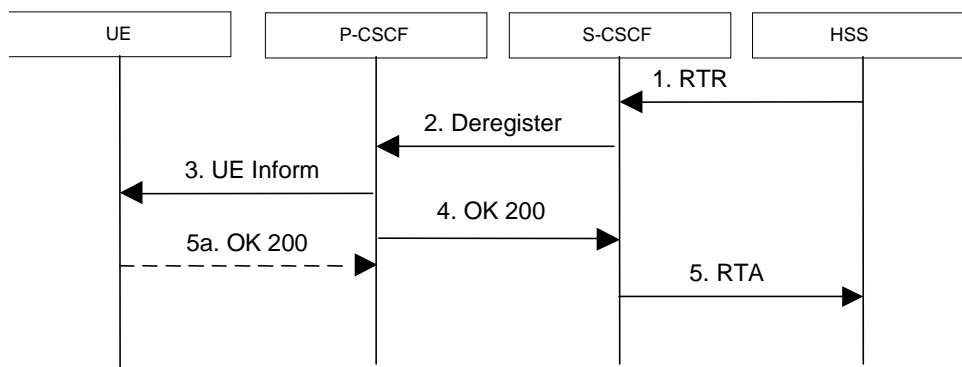 UE
P-CSCF
S-CSCF
HSS
1. RTR
2. Deregister
3. UE Inform
4. OK 200
5a. OK 200
5. RTA